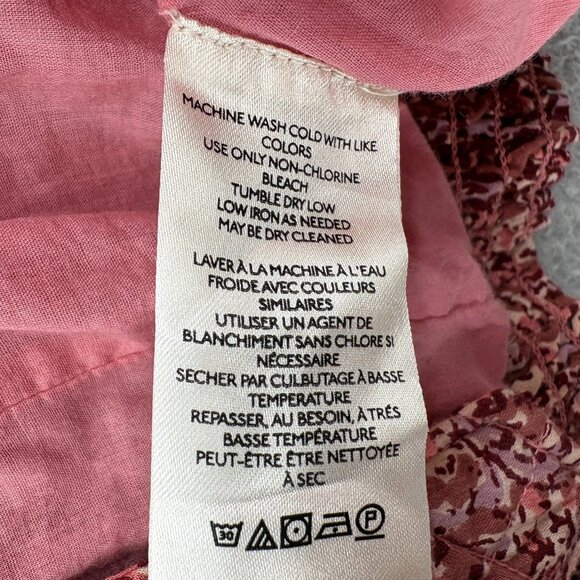 MACHINE WASH COLD WITH LIKE
COLORS
USE ONLY NON-CHLORINE
BLEACH
TUMBLE DRY LOW
LOW IRON AS NEEDED
MAY BE DRY CLEANED
LAVER À LA MACHINE À L'EAU
FROIDE AVEC COULEURS
SIMILAIRES
UTILISER UN AGENT DE
BLANCHIMENT SANS CHLORE SI
NÉCESSAIRE
SECHER PAR CULBUTAGE À BASSE
TEMPERATURE
REPASSER, AU BESOIN, À TRÉS
BASSE TEMPÉRATURE
PEUT-ÊTRE ÊTRE NETTOYÉE
À SEC
30 P